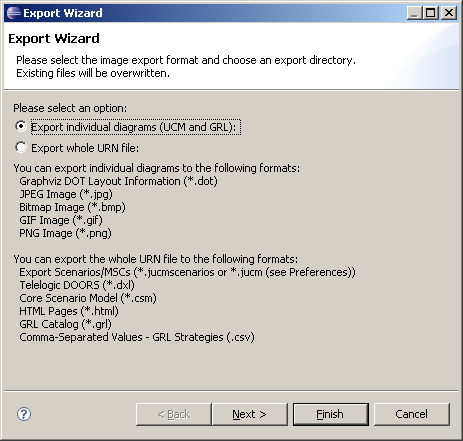 Export Wizard
Export Wizard
Please select the image export format and choose an export directory.
Existing files will be overwritten.
Please select an option:
Export individual diagrams (UCM and GRL):
Export whole URN file:
You can export individual diagrams to the following formats:
Graphviz DOT Layout Information (*.dot)
JPEG Image (*.jpg)
Bitmap Image (*.bmp)
GIF Image (*.gif)
PNG Image (*.png)
You can export the whole URN file to the following formats:
Export Scenarios/MSCs (*.jucmscenarios or *.jucm (see Preferences))
Telelogic DOORS (*.dxl)
Core Scenario Model (*.csm)
HTML Pages (*.html)
GRL Catalog (*.grl)
Comma-Separated Values - GRL Strategies (.csv)
? < Back Next > Finish Cancel